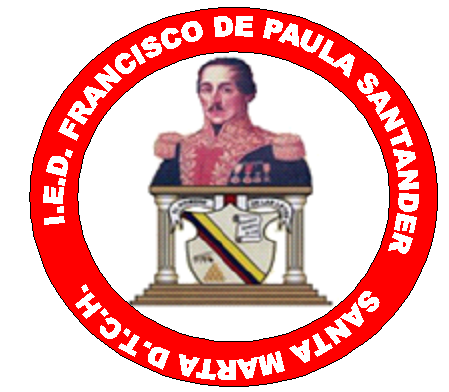 I.E.D. FRANCISCO DE PAULA SANTANDER
SANTA MARTA D.T.C.H.